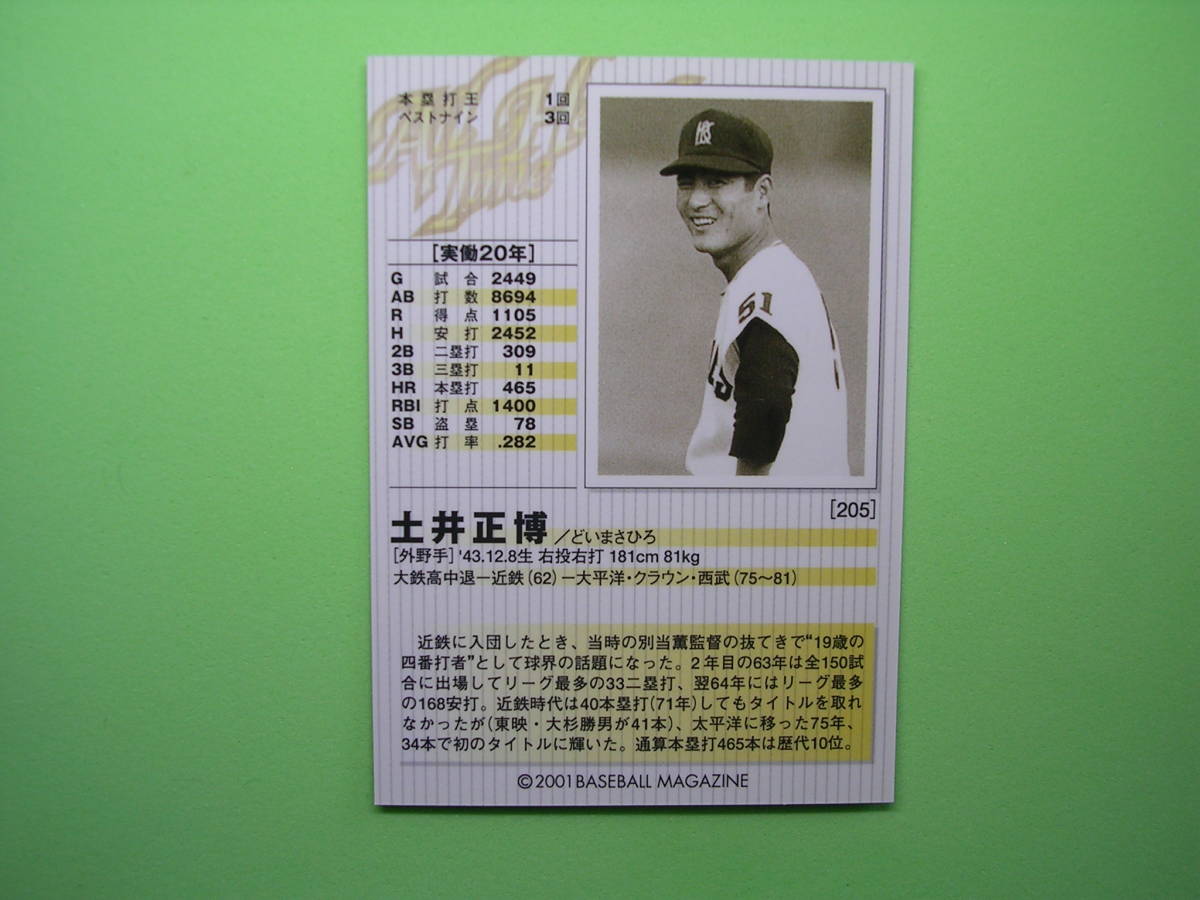 本塁打王 1回
ベストナイン 3回
[実働20年]
G 試合 2449
AB 打数 8694
R 得点 1105
H 安打 2452
2B 二塁打 309
3B 三塁打 11
HR 本塁打 465
RBI 打点 1400
SB 盗塁 78
AVG 打率 .282
51
[205]
土井正博/どいまさひろ
[外野手] '43.12.8生 右投右打 181cm 81kg
大鉄高中退ー近鉄(62)ー太平洋・クラウン・西武(75〜81)
近鉄に入団したとき、当時の別当薫監督の抜てきで“19歳の
四番打者”として球界の話題になった。2年目の63年は全150試
合に出場してリーグ最多の33二塁打、翌64年にはリーグ最多
の168安打。近鉄時代は40本塁打(71年)してもタイトルを取れ
なかったが(東映・大杉勝男が41本)、太平洋に移った75年、
34本で初のタイトルに輝いた。通算本塁打465本は歴代10位。
©2001 BASEBALL MAGAZINE